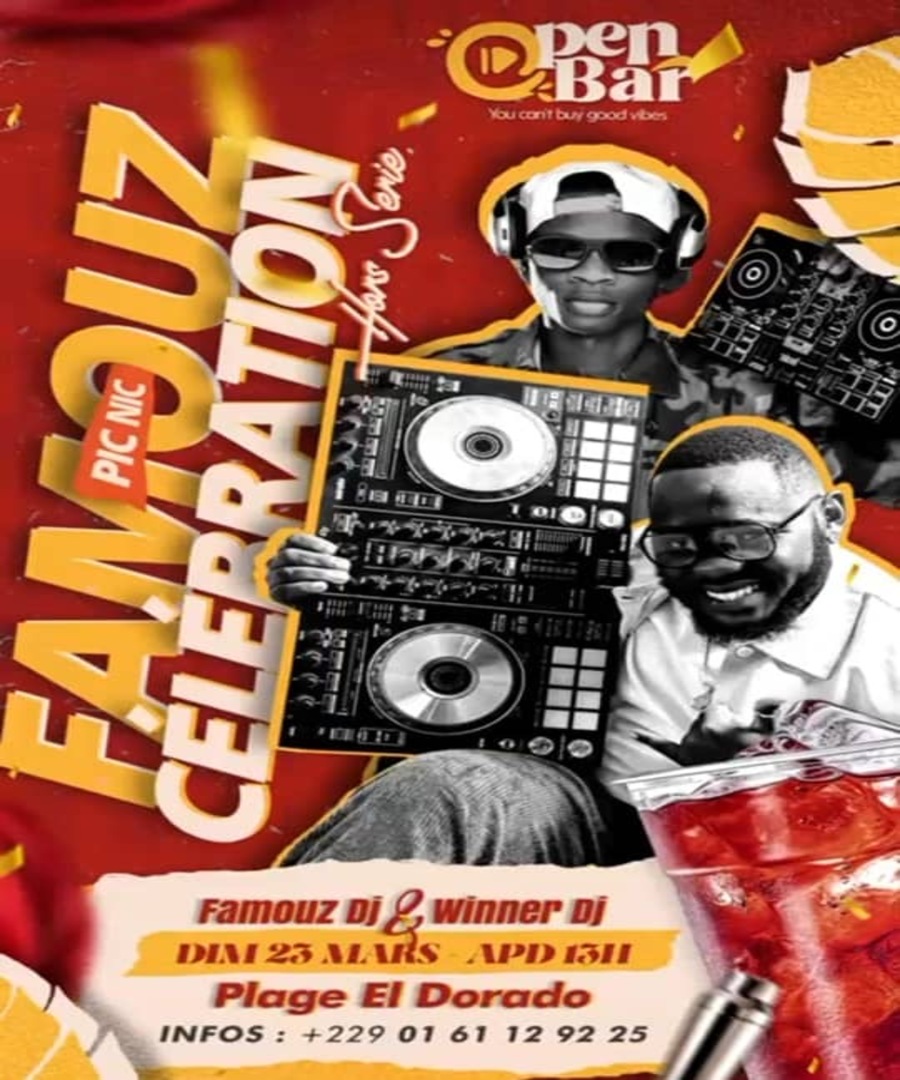 Open
Bar
You can't buy good vibes
FAMOUZ
PIC NIC
CELEBRATION
Hors Serie.
Famouz Dj & Winner Dj
DIM 23 MARS - APD 13H
Plage El Dorado
INFOS : +229 01 61 12 92 25